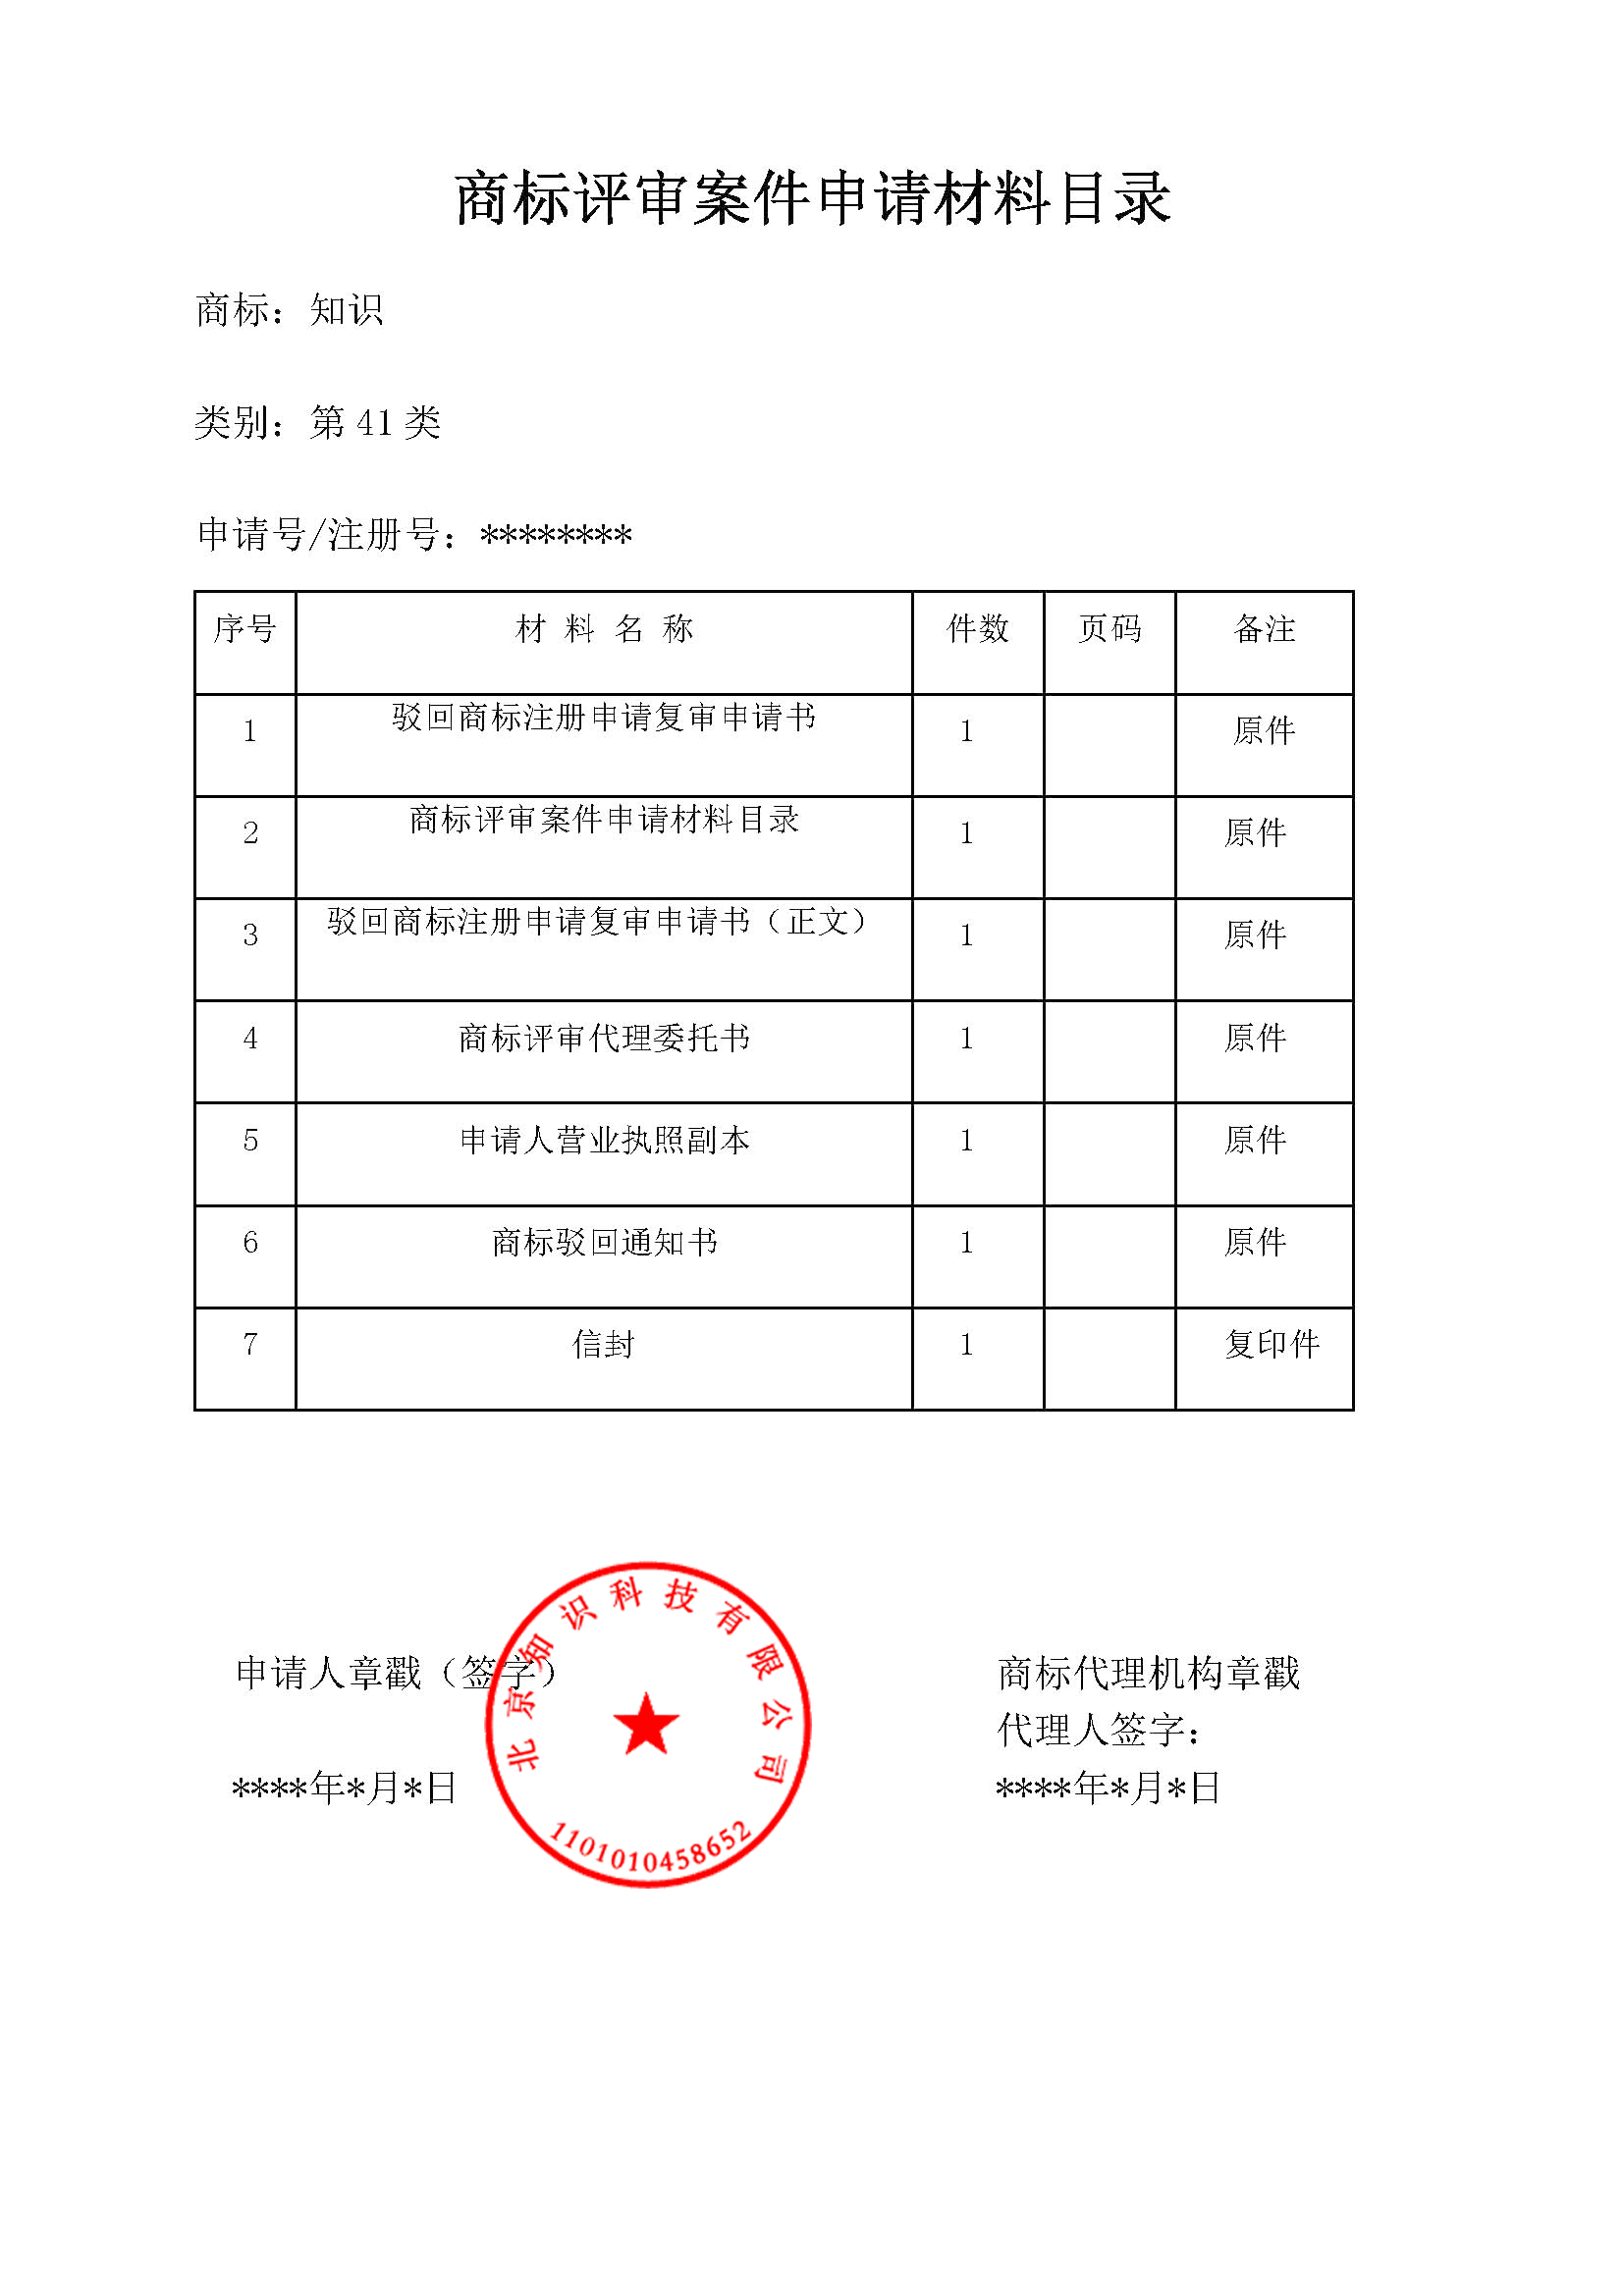 商标评审案件申请材料目录
商标：知识
类别：第 41 类
申请号/注册号：********
序号 材 料 名 称 件数 页码 备注
1 驳回商标注册申请复审申请书 1 原件
2 商标评审案件申请材料目录 1 原件
3 驳回商标注册申请复审申请书（正文） 1 原件
4 商标评审代理委托书 1 原件
5 申请人营业执照副本 1 原件
6 商标驳回通知书 1 原件
7 信封 1 复印件
北京知识科技有限公司
申请人章戳（签字） 商标代理机构章戳
代理人签字：
****年*月*日 ****年*月*日
1101010458652